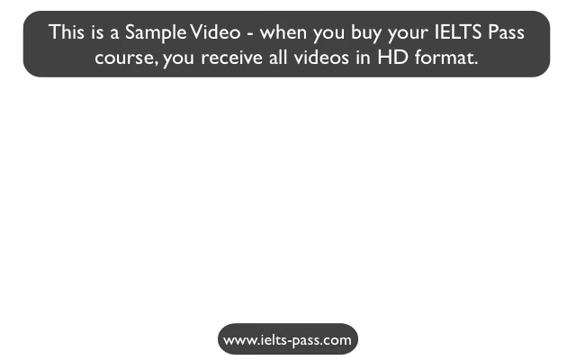 This is a Sample Video - when you buy your IELTS Pass
course, you receive all videos in HD format.
www.ielts-pass.com